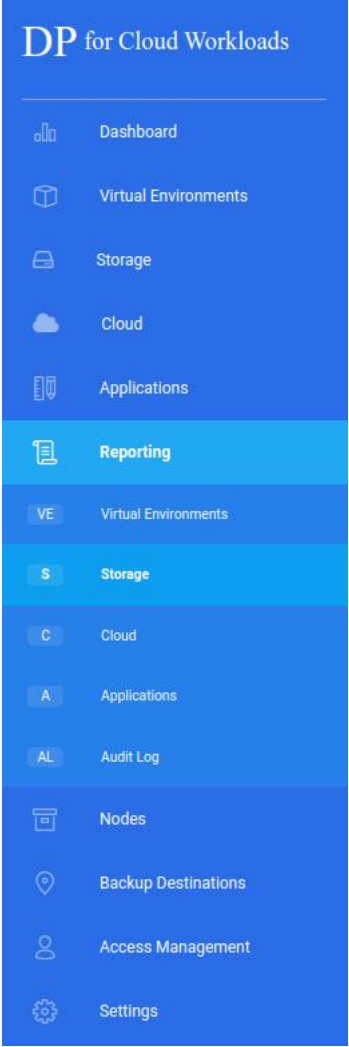 DP for Cloud Workloads
Dashboard
Virtual Environments
Storage
Cloud
Applications
Reporting
VE Virtual Environments
S Storage
C Cloud
A Applications
AL Audit Log
Nodes
Backup Destinations
Access Management
Settings